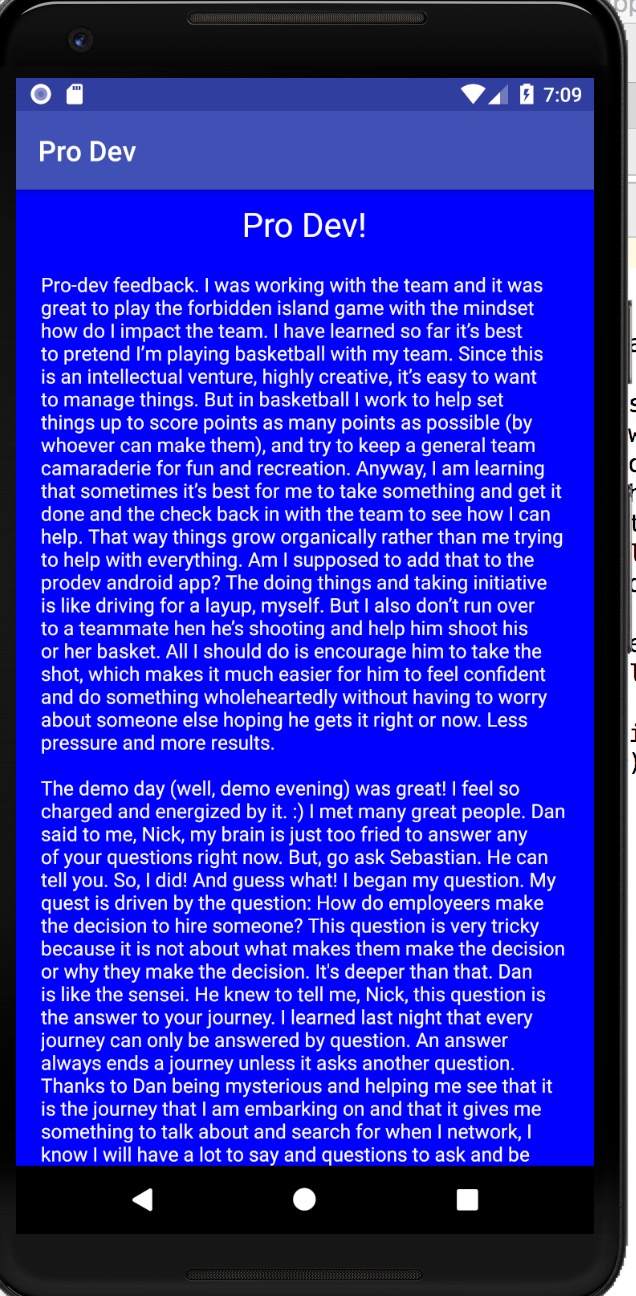 7:09
Pro Dev
Pro Dev!
Pro-dev feedback. I was working with the team and it was
great to play the forbidden island game with the mindset
how do I impact the team. I have learned so far it’s best
to pretend I’m playing basketball with my team. Since this
is an intellectual venture, highly creative, it’s easy to want
to manage things. But in basketball I work to help set
things up to score points as many points as possible (by
whoever can make them), and try to keep a general team
camaraderie for fun and recreation. Anyway, I am learning
that sometimes it’s best for me to take something and get it
done and the check back in with the team to see how I can
help. That way things grow organically rather than me trying
to help with everything. Am I supposed to add that to the
prodev android app? The doing things and taking initiative
is like driving for a layup, myself. But I also don’t run over
to a teammate hen he’s shooting and help him shoot his
or her basket. All I should do is encourage him to take the
shot, which makes it much easier for him to feel confident
and do something wholeheartedly without having to worry
about someone else hoping he gets it right or now. Less
pressure and more results.
The demo day (well, demo evening) was great! I feel so
charged and energized by it. :) I met many great people. Dan
said to me, Nick, my brain is just too fried to answer any
of your questions right now. But, go ask Sebastian. He can
tell you. So, I did! And guess what! I began my question. My
quest is driven by the question: How do employeers make
the decision to hire someone? This question is very tricky
because it is not about what makes them make the decision
or why they make the decision. It's deeper than that. Dan
is like the sensei. He knew to tell me, Nick, this question is
the answer to your journey. I learned last night that every
journey can only be answered by question. An answer
always ends a journey unless it asks another question.
Thanks to Dan being mysterious and helping me see that it
is the journey that I am embarking on and that it gives me
something to talk about and search for when I network, I
know I will have a lot to say and questions to ask and be